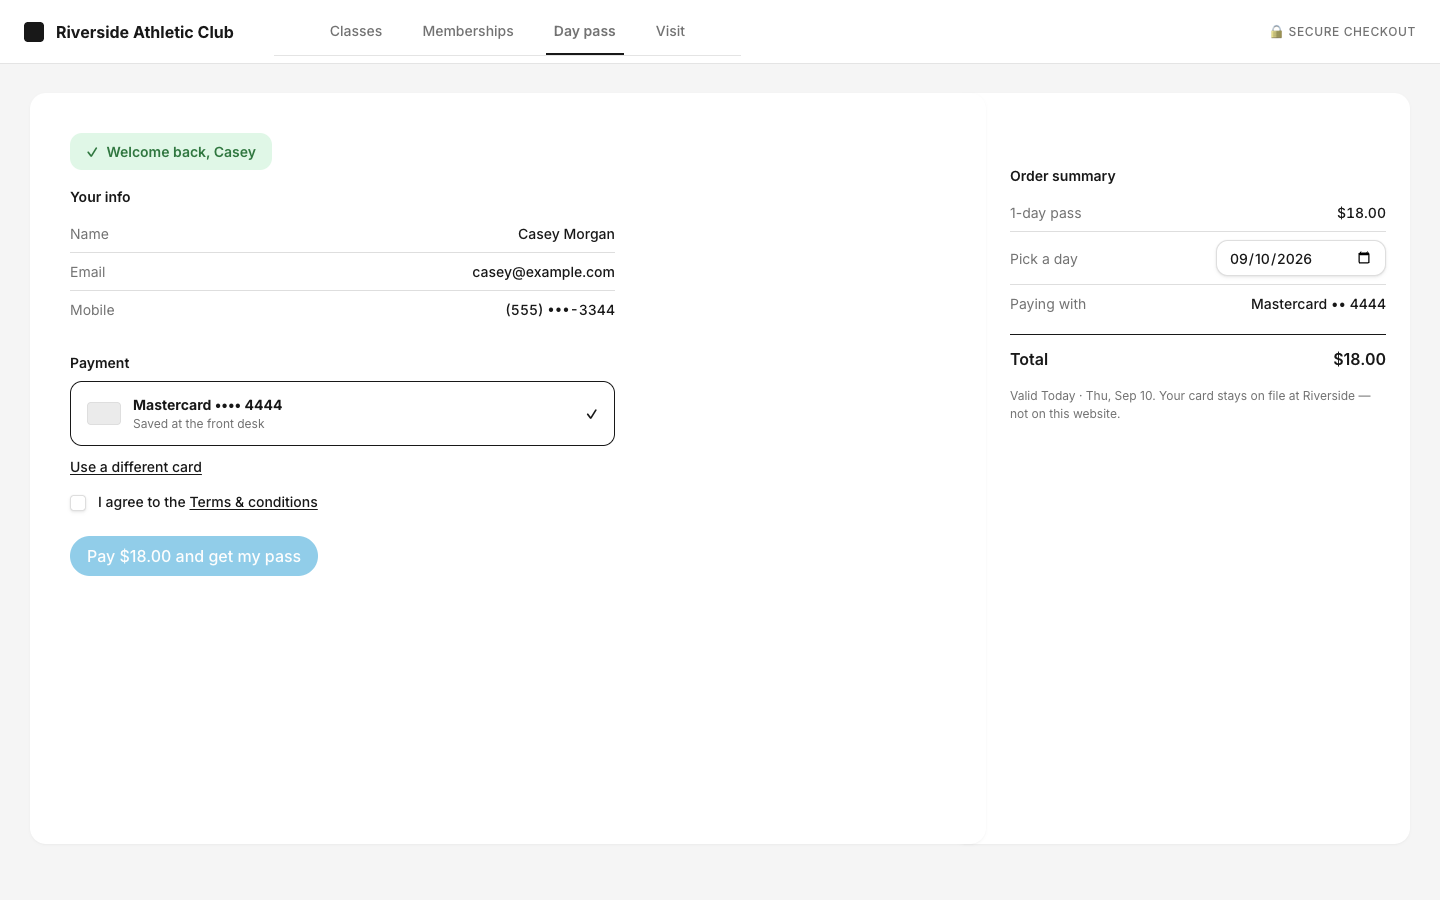 Riverside Athletic Club
Classes
Memberships
Day pass
Visit
🔒 SECURE CHECKOUT
✓ Welcome back, Casey
Your info
Name Casey Morgan
Email casey@example.com
Mobile (555) •••-3344
Payment
Mastercard •••• 4444
Saved at the front desk
Use a different card
I agree to the Terms & conditions
Pay $18.00 and get my pass
Order summary
1-day pass $18.00
Pick a day 09/10/2026
Paying with Mastercard •• 4444
Total $18.00
Valid Today · Thu, Sep 10. Your card stays on file at Riverside —
not on this website.